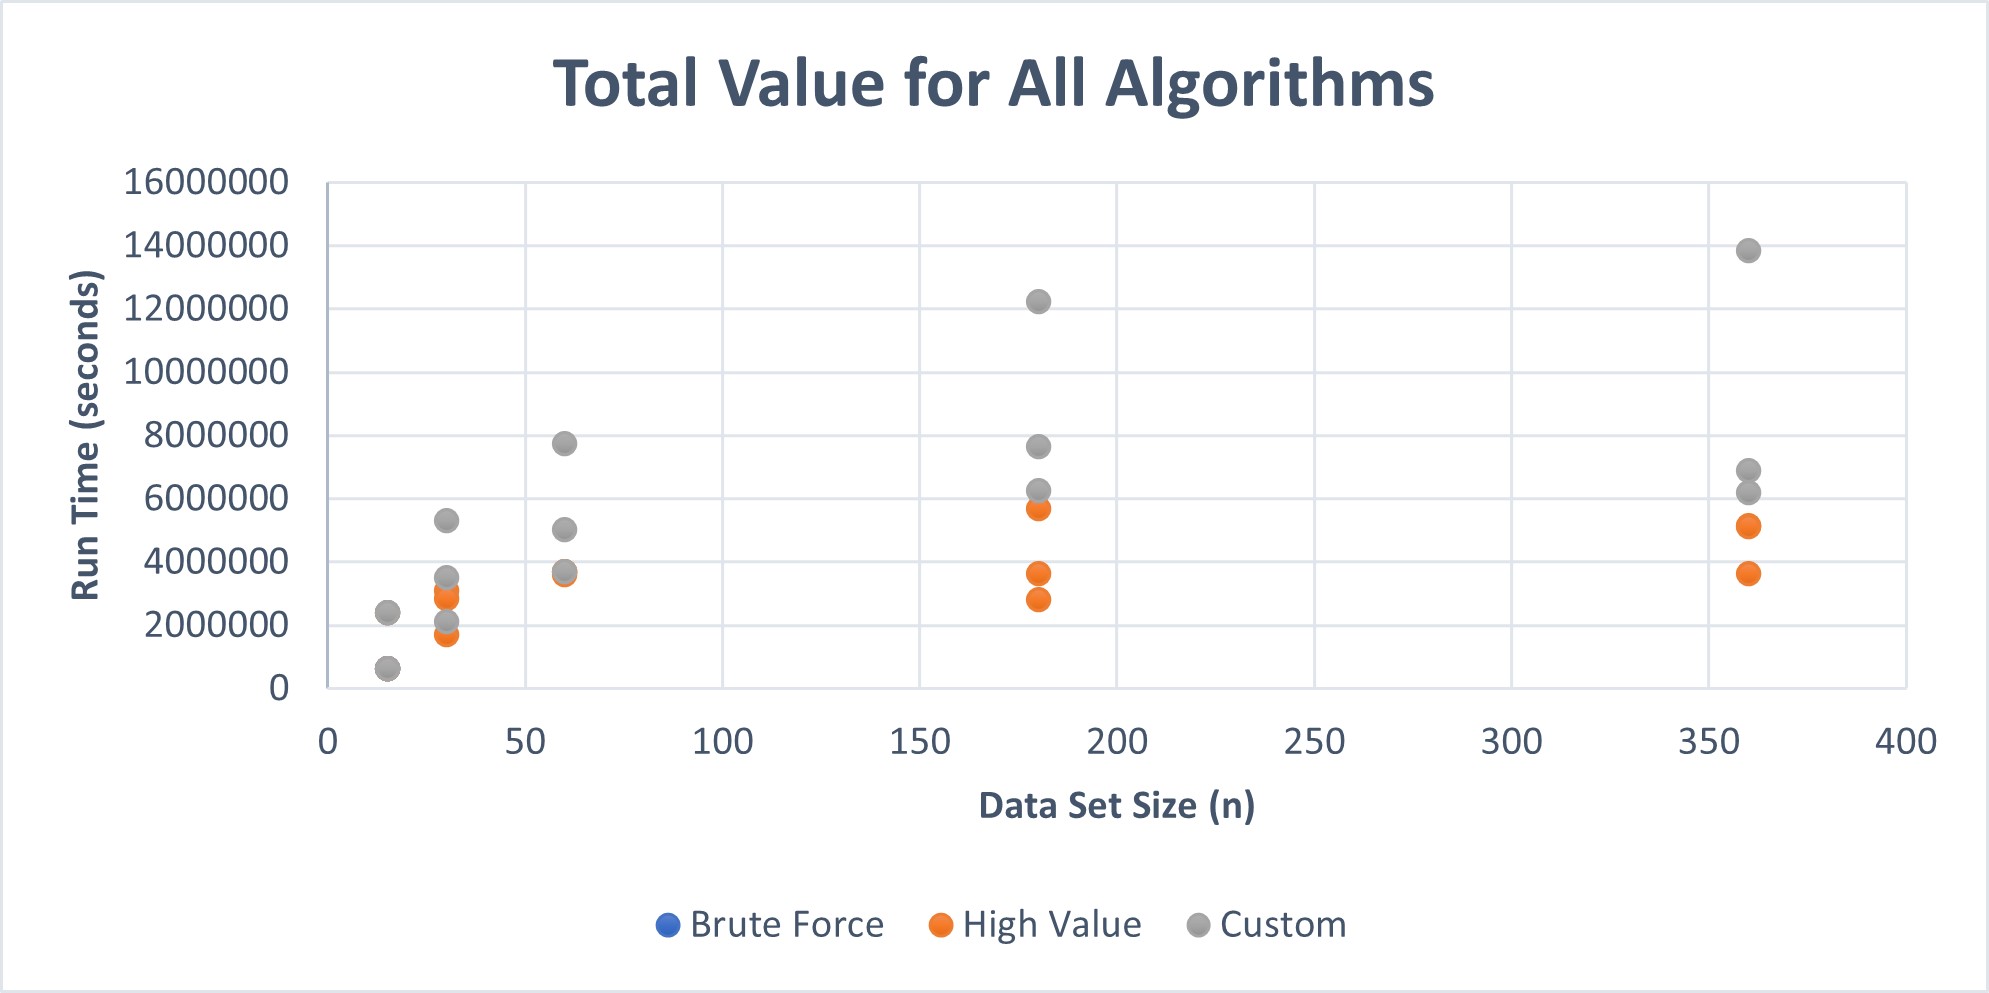 Total Value for All Algorithms
16000000
14000000
12000000
10000000
8000000
6000000
4000000
2000000
0
Run Time (seconds)
0 50 100 150 200 250 300 350 400
Data Set Size (n)
Brute Force High Value Custom